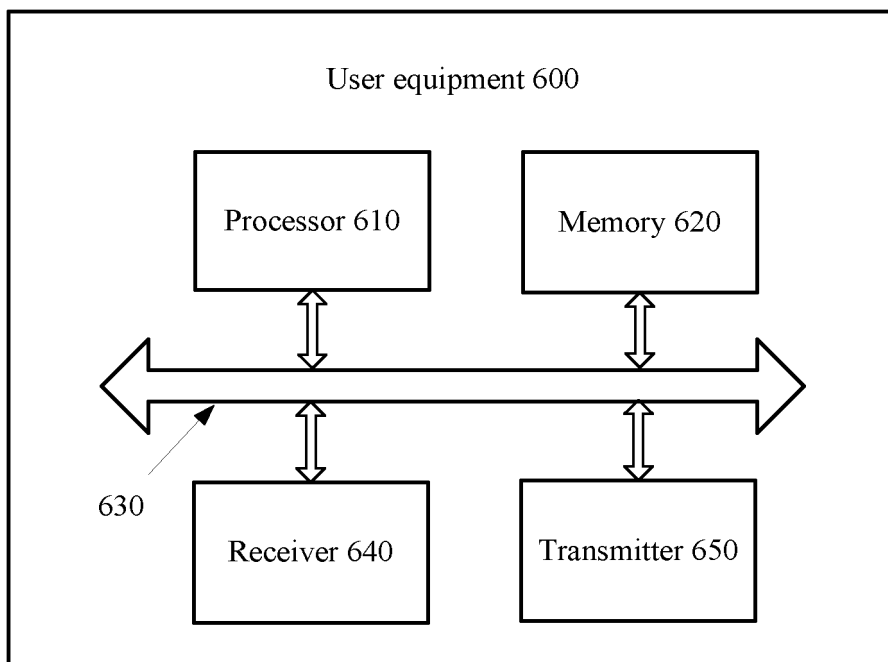 User equipment 600
Processor 610
Memory 620
630
Receiver 640
Transmitter 650